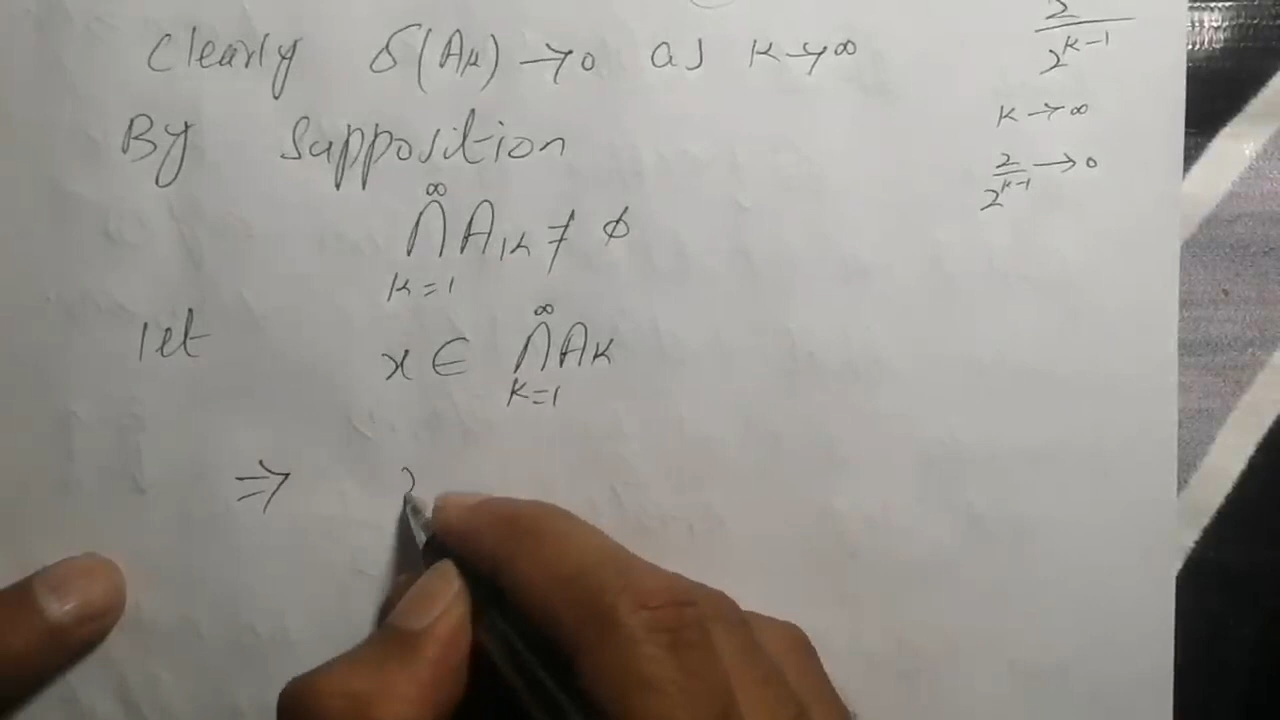 Clearly δ(Aₖ) → 0 as k → ∞
By Supposition
∞
⋂ Aₖ ≠ ϕ
k=1
let x ∈ ∞⋂k=1 Aₖ
⇒
2/2^(k-1)
k → ∞
2/2^(k-1) → 0